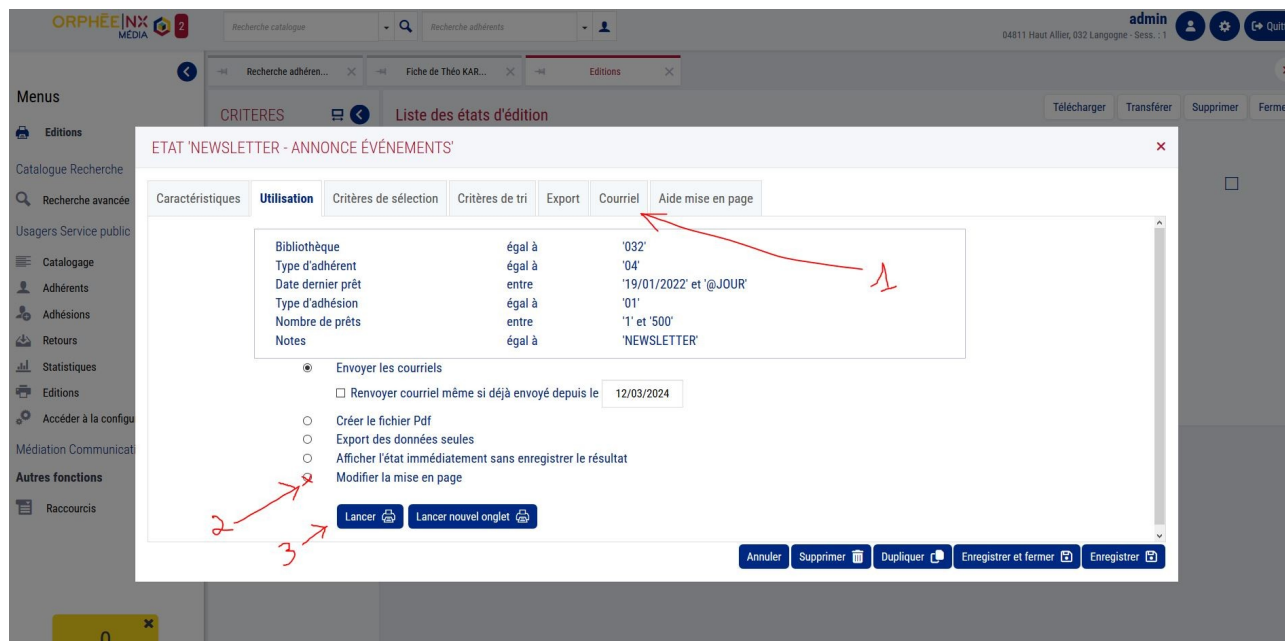 ORPHÉE NX
MÉDIA
2
Recherche catalogue
Recherche adhérents
admin
04811 Haut Allier, 032 Langogne - Sess. : 1
Quit
Recherche adhéren...
Fiche de Théo KAR...
Editions
Menus
CRITERES
Liste des états d'édition
Télécharger
Transférer
Supprimer
Ferme
Editions
Catalogue Recherche
Recherche avancée
Usagers Service public
Catalogage
Adhérents
Adhésions
Retours
Statistiques
Editions
Accéder à la configu
Médiation Communicati
Autres fonctions
Raccourcis
ETAT 'NEWSLETTER - ANNONCE ÉVÉNEMENTS'
Caractéristiques Utilisation Critères de sélection Critères de tri Export Courriel Aide mise en page
Bibliothèque égal à '032'
Type d'adhérent égal à '04'
Date dernier prêt entre '19/01/2022' et '@JOUR'
Type d'adhésion égal à '01'
Nombre de prêts entre '1' et '500'
Notes égal à 'NEWSLETTER'
1
Envoyer les courriels
Renvoyer courriel même si déjà envoyé depuis le 12/03/2024
Créer le fichier Pdf
Export des données seules
Afficher l'état immédiatement sans enregistrer le résultat
Modifier la mise en page
2
Lancer Lancer nouvel onglet
3
Annuler Supprimer Dupliquer Enregistrer et fermer Enregistrer
0